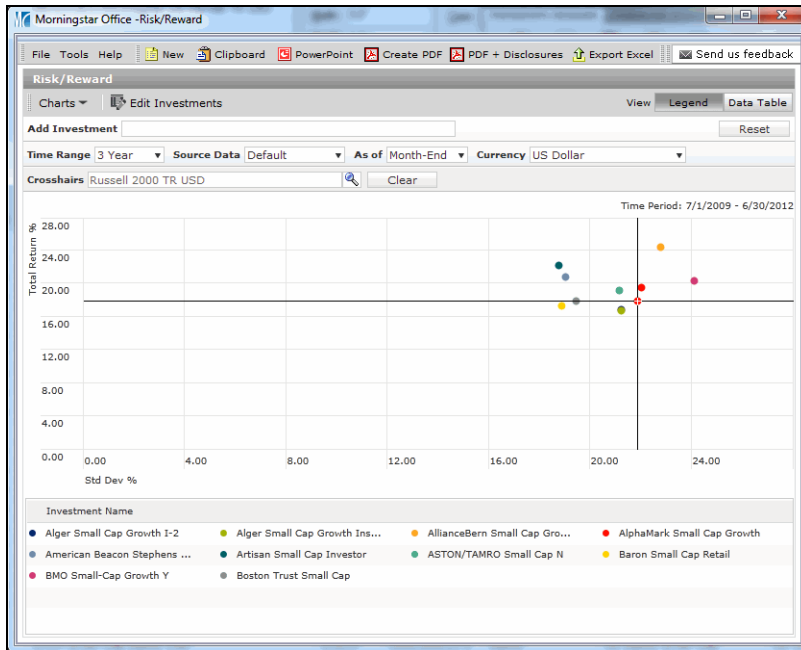 Morningstar Office -Risk/Reward
File Tools Help New Clipboard PowerPoint Create PDF PDF + Disclosures Export Excel Send us feedback
Risk/Reward
Charts Edit Investments View Legend Data Table
Add Investment Reset
Time Range 3 Year Source Data Default As of Month-End Currency US Dollar
Crosshairs Russell 2000 TR USD Clear
Time Period: 7/1/2009 - 6/30/2012
Total Return %
28.00
24.00
20.00
16.00
12.00
8.00
4.00
0.00
0.00 4.00 8.00 12.00 16.00 20.00 24.00
Std Dev %
Investment Name
Alger Small Cap Growth I-2 Alger Small Cap Growth Ins... AllianceBern Small Cap Gro... AlphaMark Small Cap Growth
American Beacon Stephens ... Artisan Small Cap Investor ASTON/TAMRO Small Cap N Baron Small Cap Retail
BMO Small-Cap Growth Y Boston Trust Small Cap